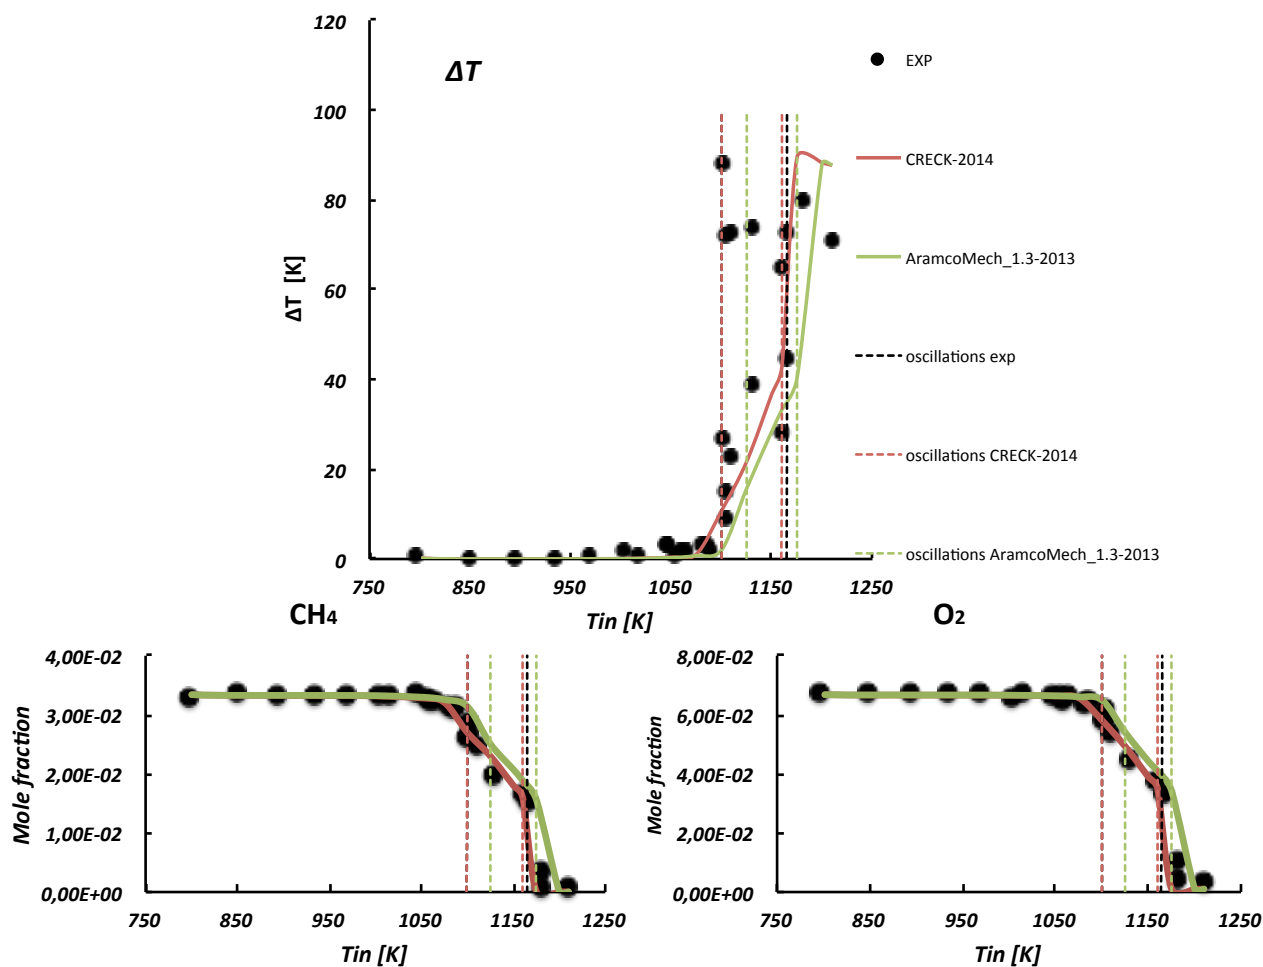 120
ΔT
EXP
100
CRECK-2014
80
AramcoMech_1.3-2013
ΔT [K]
60
oscillations exp
40
oscillations CRECK-2014
20
oscillations AramcoMech_1.3-2013
0
750 850 950 1050 1150 1250
Tin [K]
CH4
4,00E-02
3,00E-02
2,00E-02
1,00E-02
0,00E+00
Mole fraction
750 850 950 1050 1150 1250
Tin [K]
O2
8,00E-02
6,00E-02
4,00E-02
2,00E-02
0,00E+00
Mole fraction
750 850 950 1050 1150 1250
Tin [K]